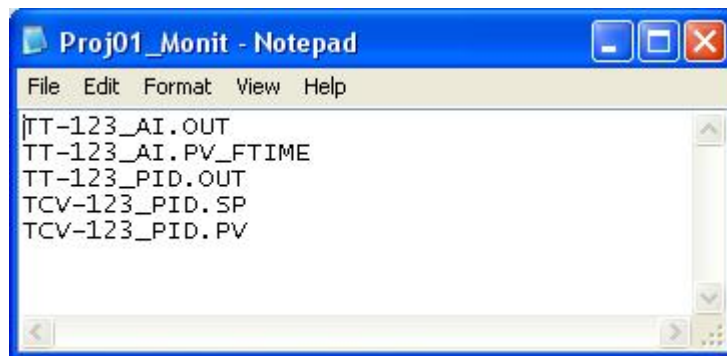 Proj01_Monit - Notepad
File Edit Format View Help
TT-123_AI.OUT
TT-123_AI.PV_FTIME
TT-123_PID.OUT
TCV-123_PID.SP
TCV-123_PID.PV